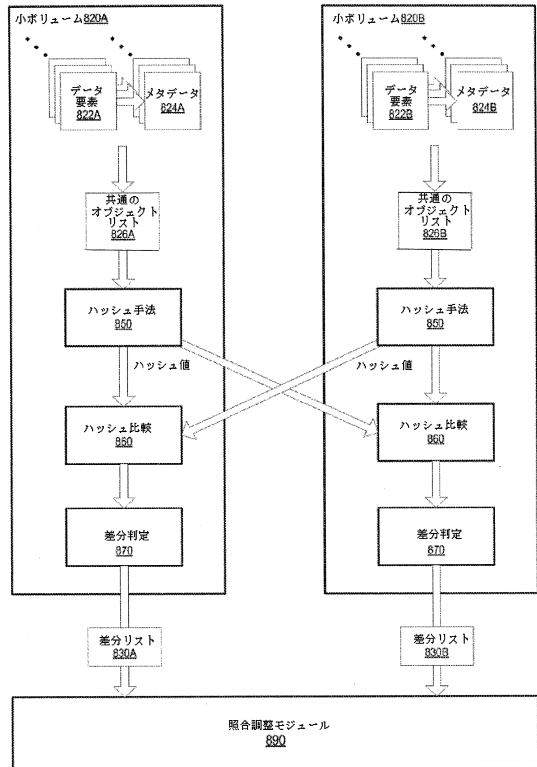 小ボリューム820A
データ
要素
822A
メタデータ
824A
共通の
オブジェクト
リスト
826A
ハッシュ手法
850
ハッシュ値
ハッシュ比較
860
差分判定
870
差分リスト
830A
小ボリューム820B
データ
要素
822B
メタデータ
824B
共通の
オブジェクト
リスト
826B
ハッシュ手法
850
ハッシュ値
ハッシュ比較
860
差分判定
870
差分リスト
830B
照合調整モジュール
890